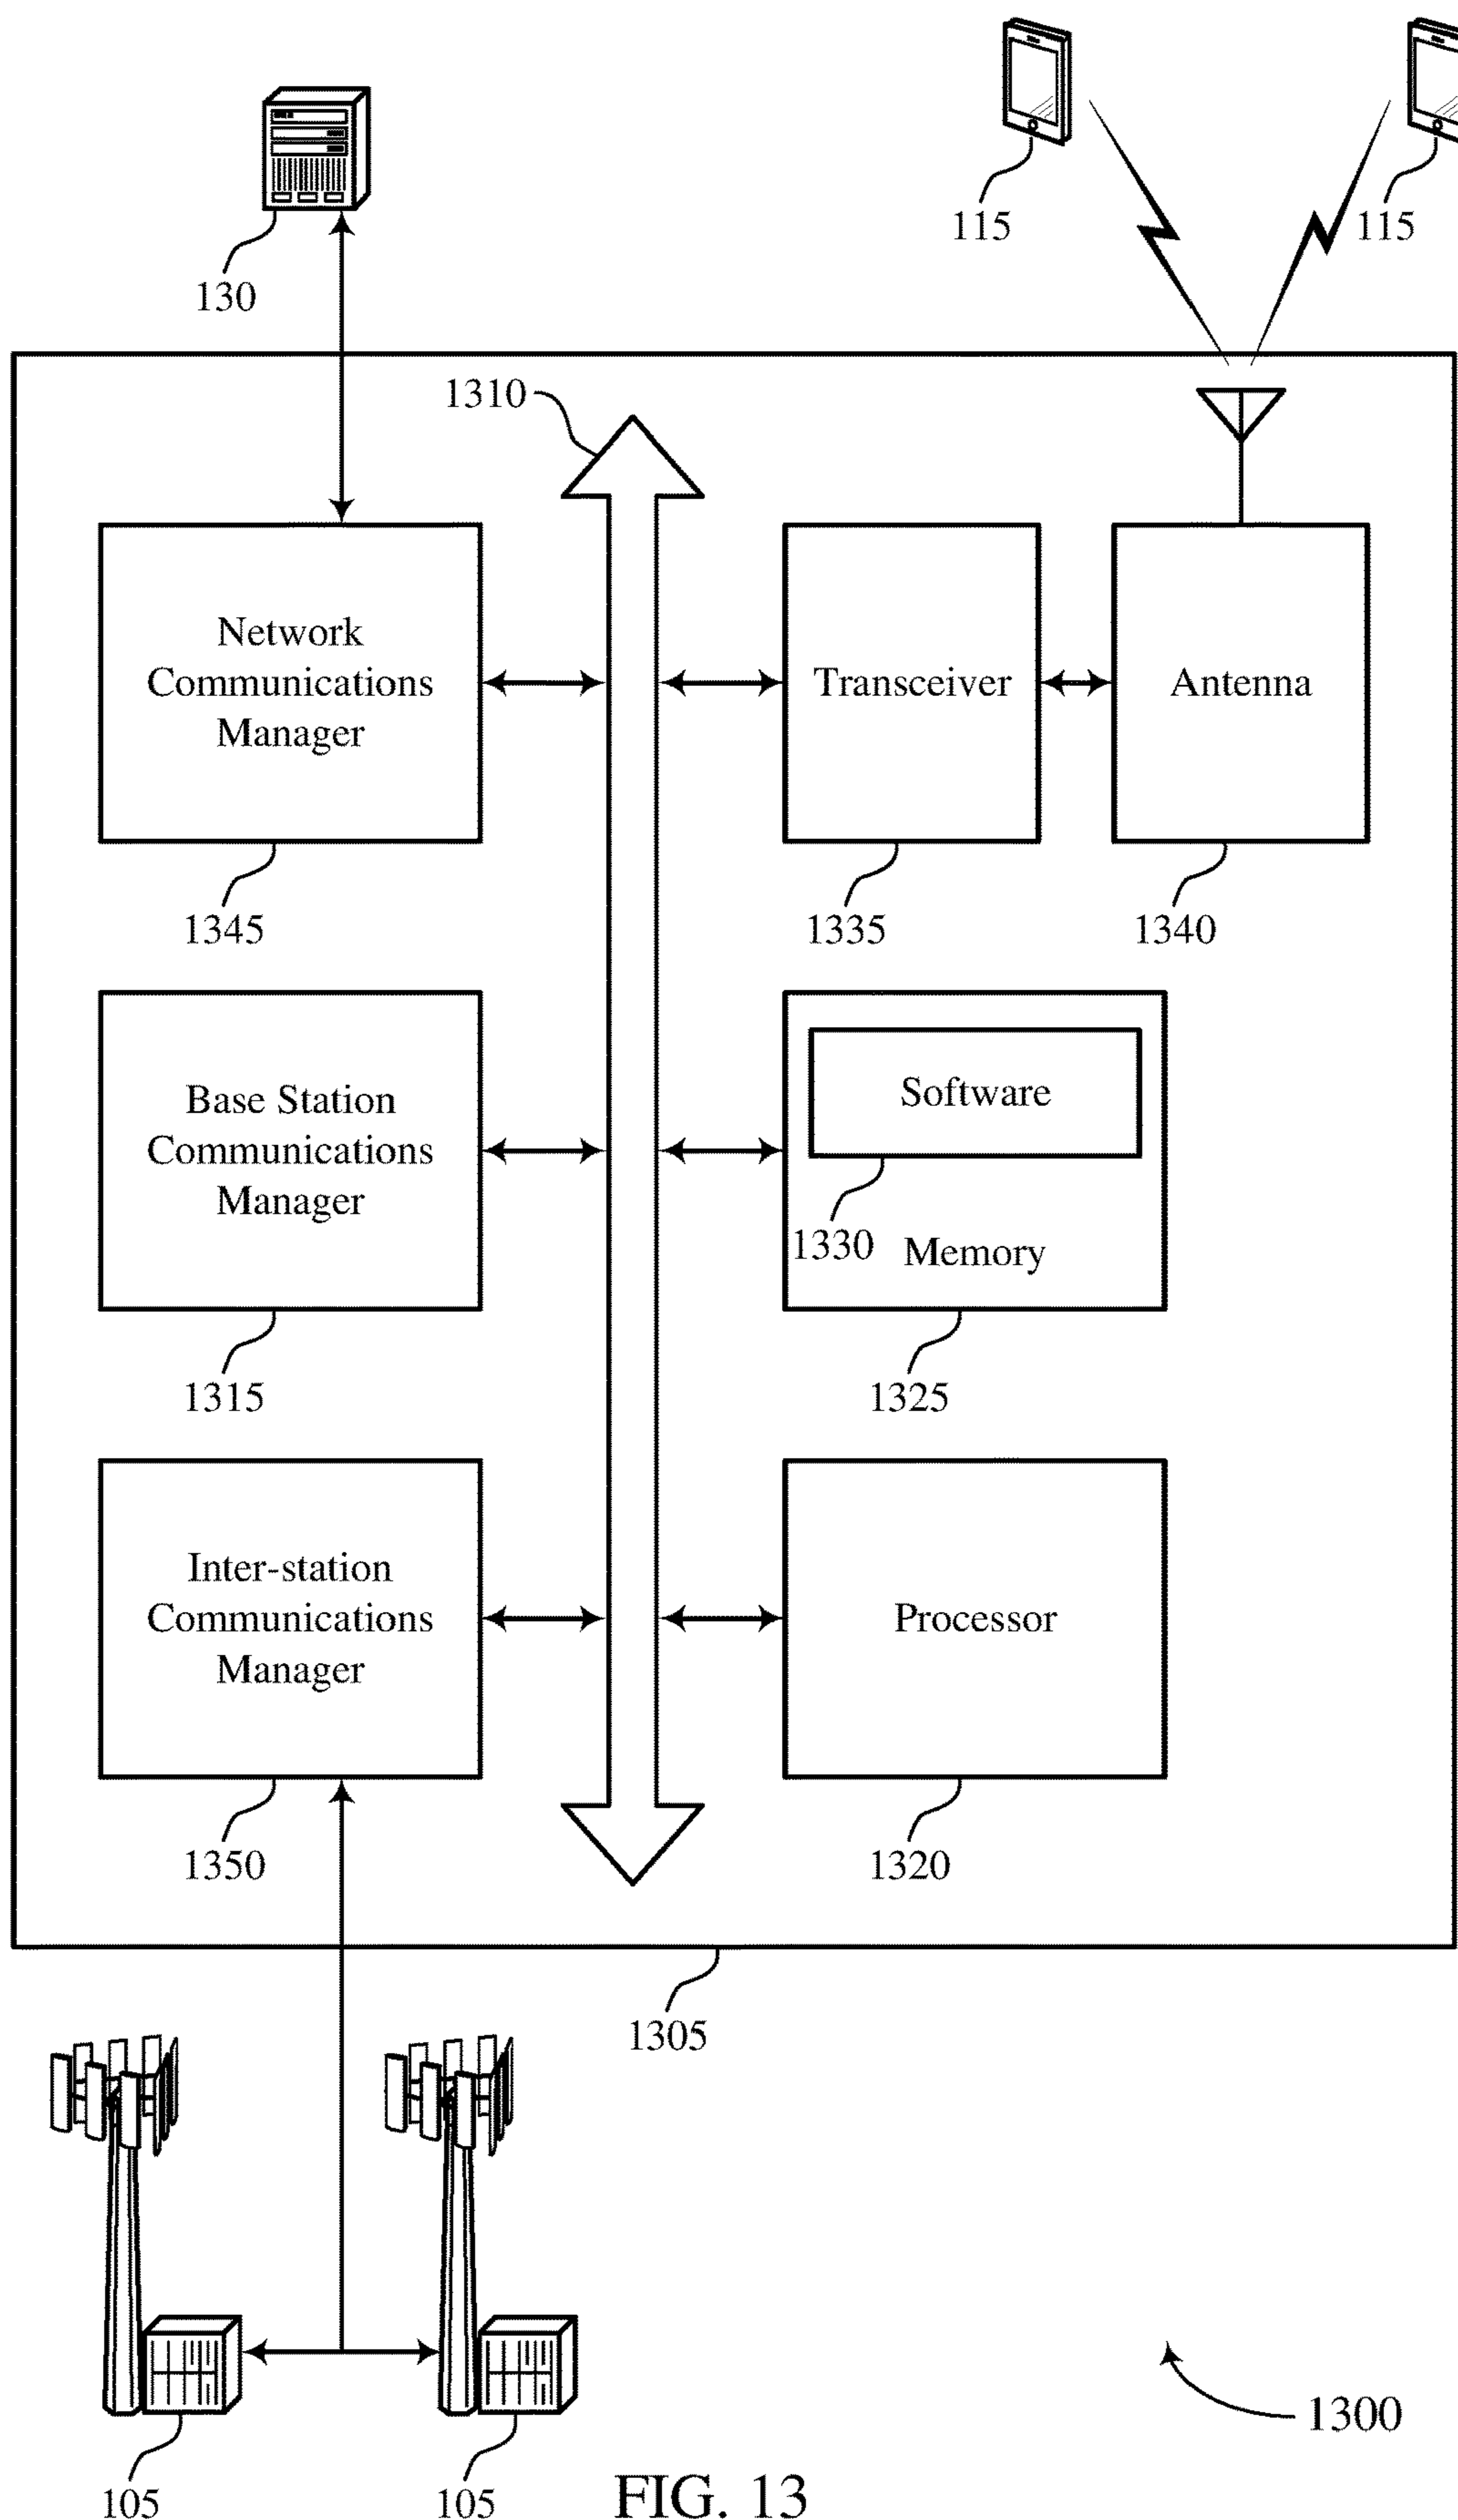 115
115
130
1310
Network
Communications
Manager
Transceiver
Antenna
1345
1335
1340
Base Station
Communications
Manager
Software
1330
Memory
1315
1325
Inter-station
Communications
Manager
Processor
1350
1320
1305
1300
105
105
FIG. 13